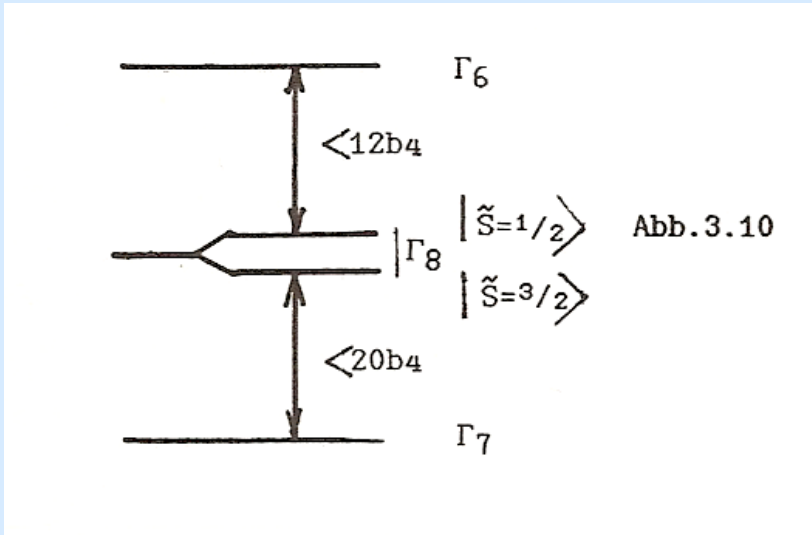 Γ6
<12b4
|Γ8 | S̃=1/2⟩ Abb.3.10
| S̃=3/2⟩
<20b4
Γ7